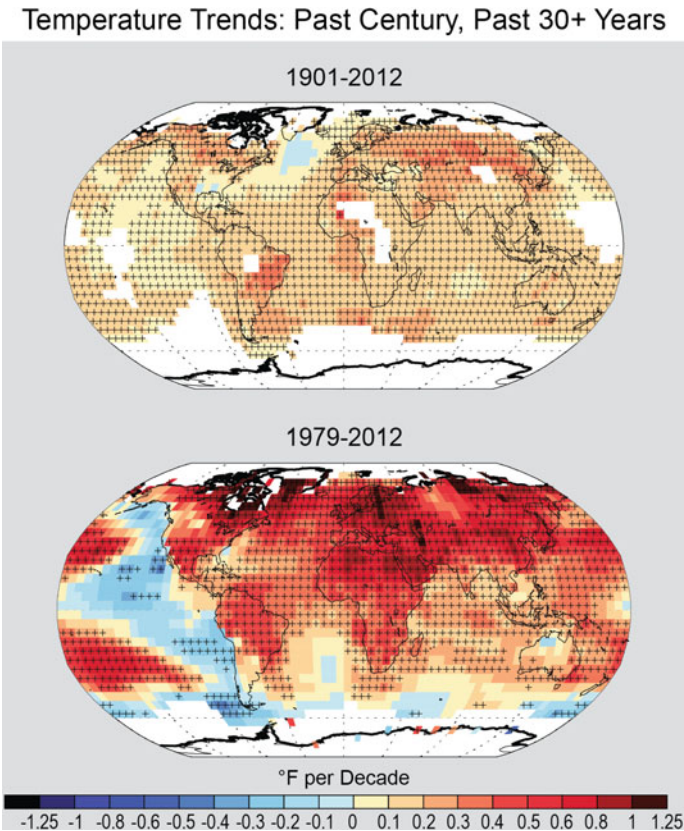 Temperature Trends: Past Century, Past 30+ Years
1901-2012
1979-2012
°F per Decade
-1.25 -1 -0.8 -0.6 -0.5 -0.4 -0.3 -0.2 -0.1 0 0.1 0.2 0.3 0.4 0.5 0.6 0.8 1 1.25